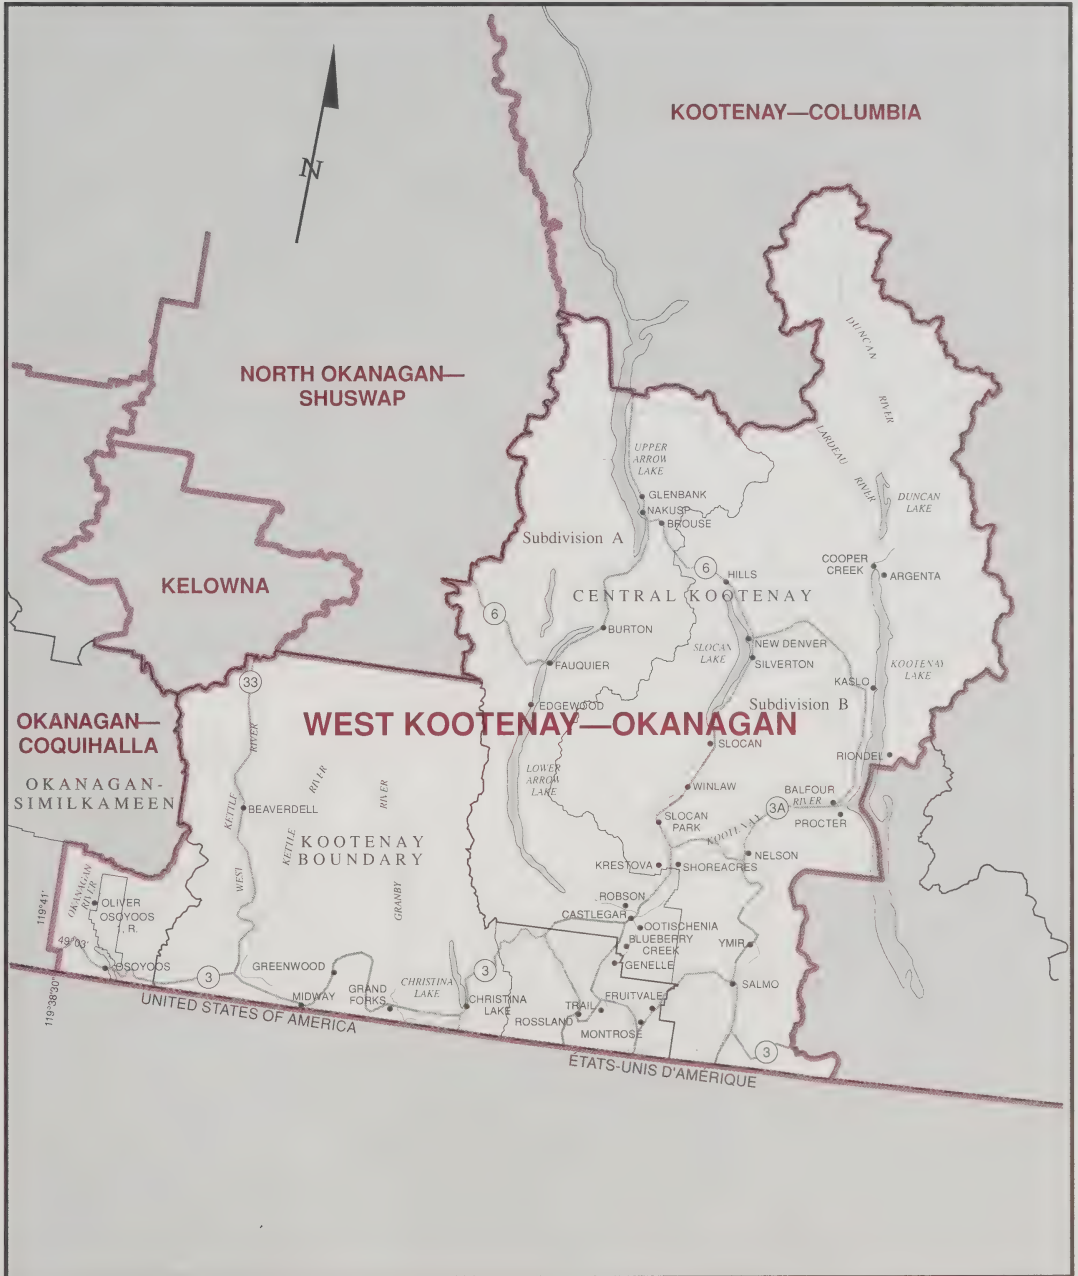 KOOTENAY—COLUMBIA
N
DUNCAN
RIVER
NORTH OKANAGAN—
SHUSWAP
LARDEAU
RIVER
UPPER
ARROW
LAKE
GLENBANK
NAKUSP
BROUSE
DUNCAN
LAKE
Subdivision A
COOPER
CREEK
ARGENTA
6
HILLS
KELOWNA
CENTRAL KOOTENAY
6
BURTON
NEW DENVER
SLOCAN
LAKE
SILVERTON
FAUQUIER
KOOTENAY
LAKE
KASLO
33
EDGEWOOD
Subdivision B
OKANAGAN—
COQUIHALLA
WEST KOOTENAY—OKANAGAN
SLOCAN
RIONDEL
OKANAGAN-
SIMILKAMEEN
RIVER
RIVER
RIVER
LOWER
ARROW
LAKE
WINLAW
BALFOUR
RIVER
3A
PROCTER
BEAVERDELL
KETTLE
KETTLE
KOOTENAY
BOUNDARY
SLOCAN
PARK
KOOTENAY
NELSON
KRESTOVA
SHOREACRES
WEST
GRANBY
OKANAGAN
RIVER
OLIVER
OSOYOOS
I. R.
119°41'
49°03'
ROBSON
CASTLEGAR
OOTISCHENIA
BLUEBERRY
CREEK
YMIR
GENELLE
OSOYOOS
3
GREENWOOD
3
CHRISTINA
LAKE
SALMO
MIDWAY
GRAND
FORKS
CHRISTINA
LAKE
TRAIL
FRUITVALE
ROSSLAND
MONTROSE
119°38'30"
UNITED STATES OF AMERICA
3
ÉTATS-UNIS D'AMÉRIQUE